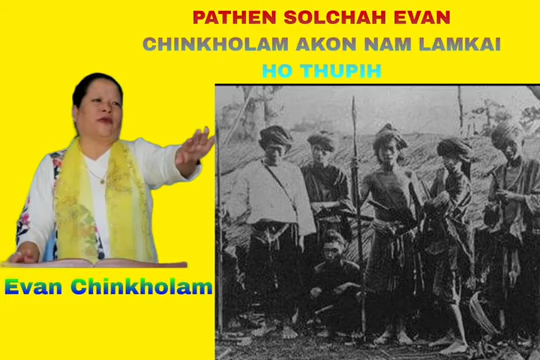 PATHEN SOLCHAH EVAN
CHINKHOLAM AKON NAM LAMKAI
HO THUPIH
Evan Chinkholam